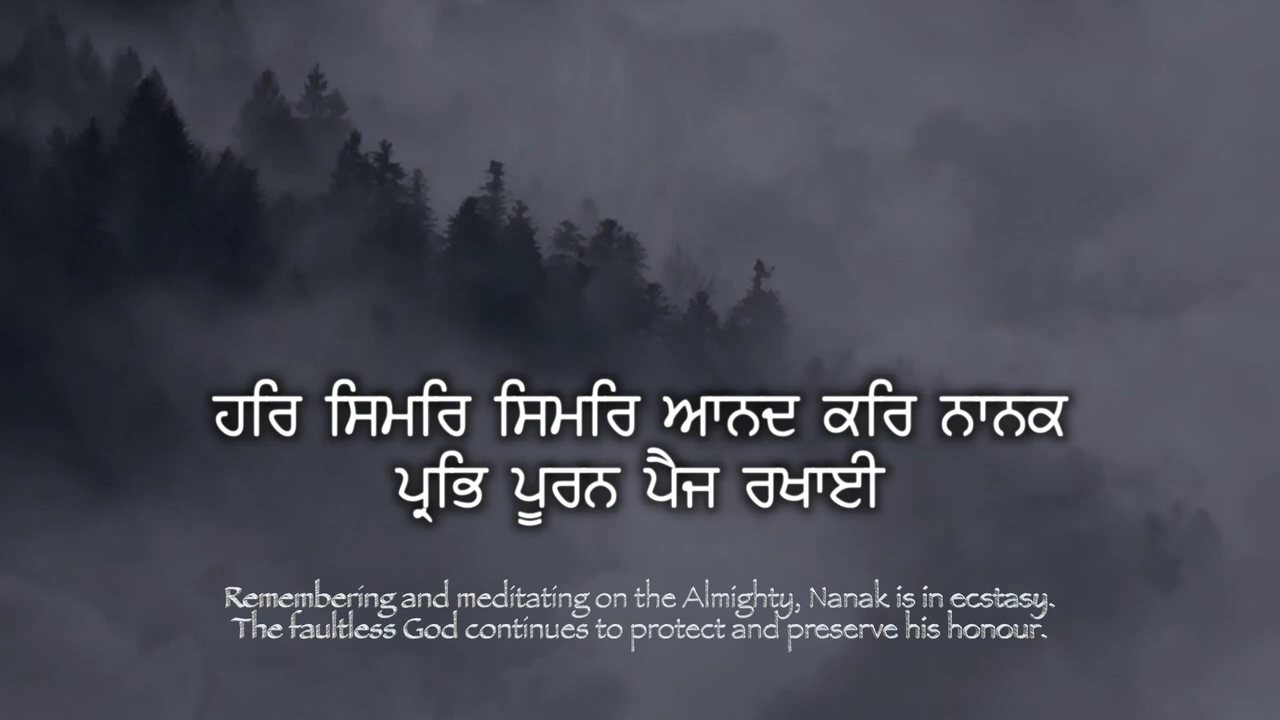 ਹਰਿ ਸਿਮਰਿ ਸਿਮਰਿ ਆਨਦ ਕਰਿ ਨਾਨਕ
ਪ੍ਰਭਿ ਪੂਰਨ ਪੈਜ ਰਖਾਈ
Remembering and meditating on the Almighty, Nanak is in ecstasy.
The faultless God continues to protect and preserve his honour.